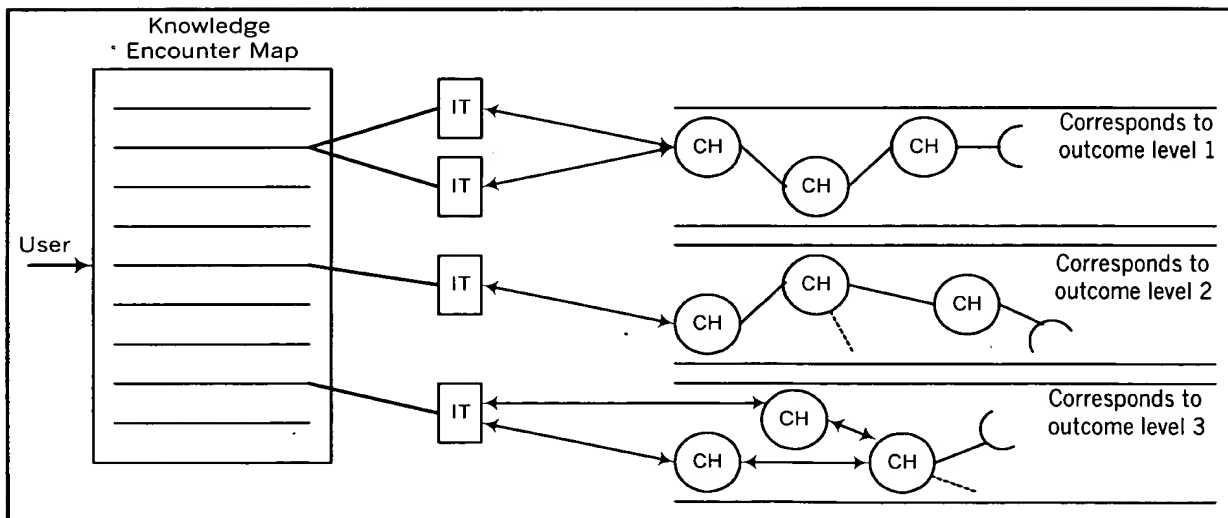 Knowledge
Encounter Map
User
IT
IT
IT
IT
CH
CH
CH
Corresponds to
outcome level 1
CH
CH
CH
Corresponds to
outcome level 2
CH
CH
CH
Corresponds to
outcome level 3